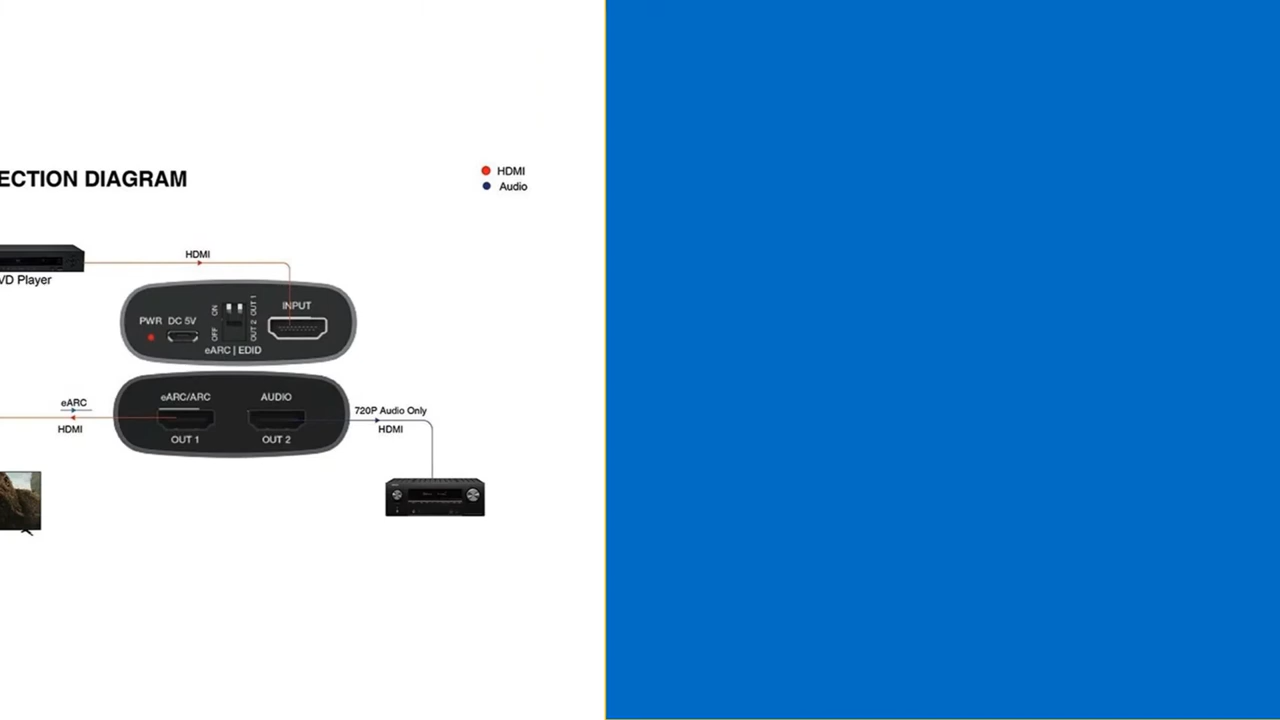 ECTION DIAGRAM
HDMI
Audio
HDMI
VD Player
INPUT
PWR DC 5V
ON
OFF
OUT 1
OUT 2
eARC | EDID
eARC
HDMI
eARC/ARC
AUDIO
OUT 1
OUT 2
720P Audio Only
HDMI